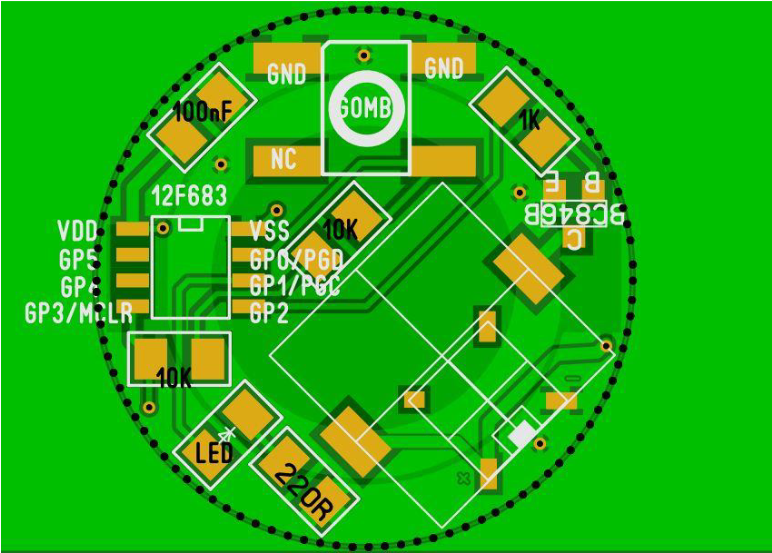 GND
GND
100nF
GOMB
1K
NC
E B
BC846B
C
12F683
VDD
VSS
10K
GP5
GP0/PGD
GP4
GP1/PGC
GP3/MCLR
GP2
10K
LED
220R